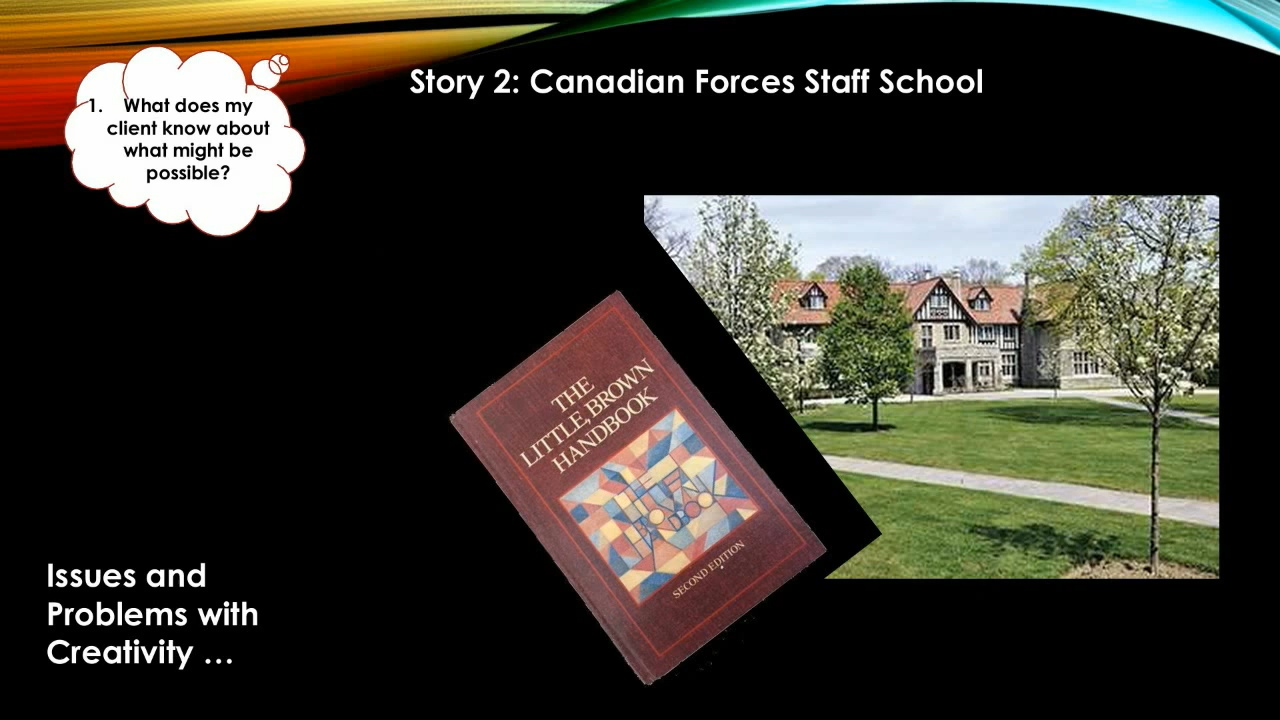 Story 2: Canadian Forces Staff School
1. What does my
client know about
what might be
possible?
THE
LITTLE, BROWN
HANDBOOK
SECOND EDITION
Issues and
Problems with
Creativity …